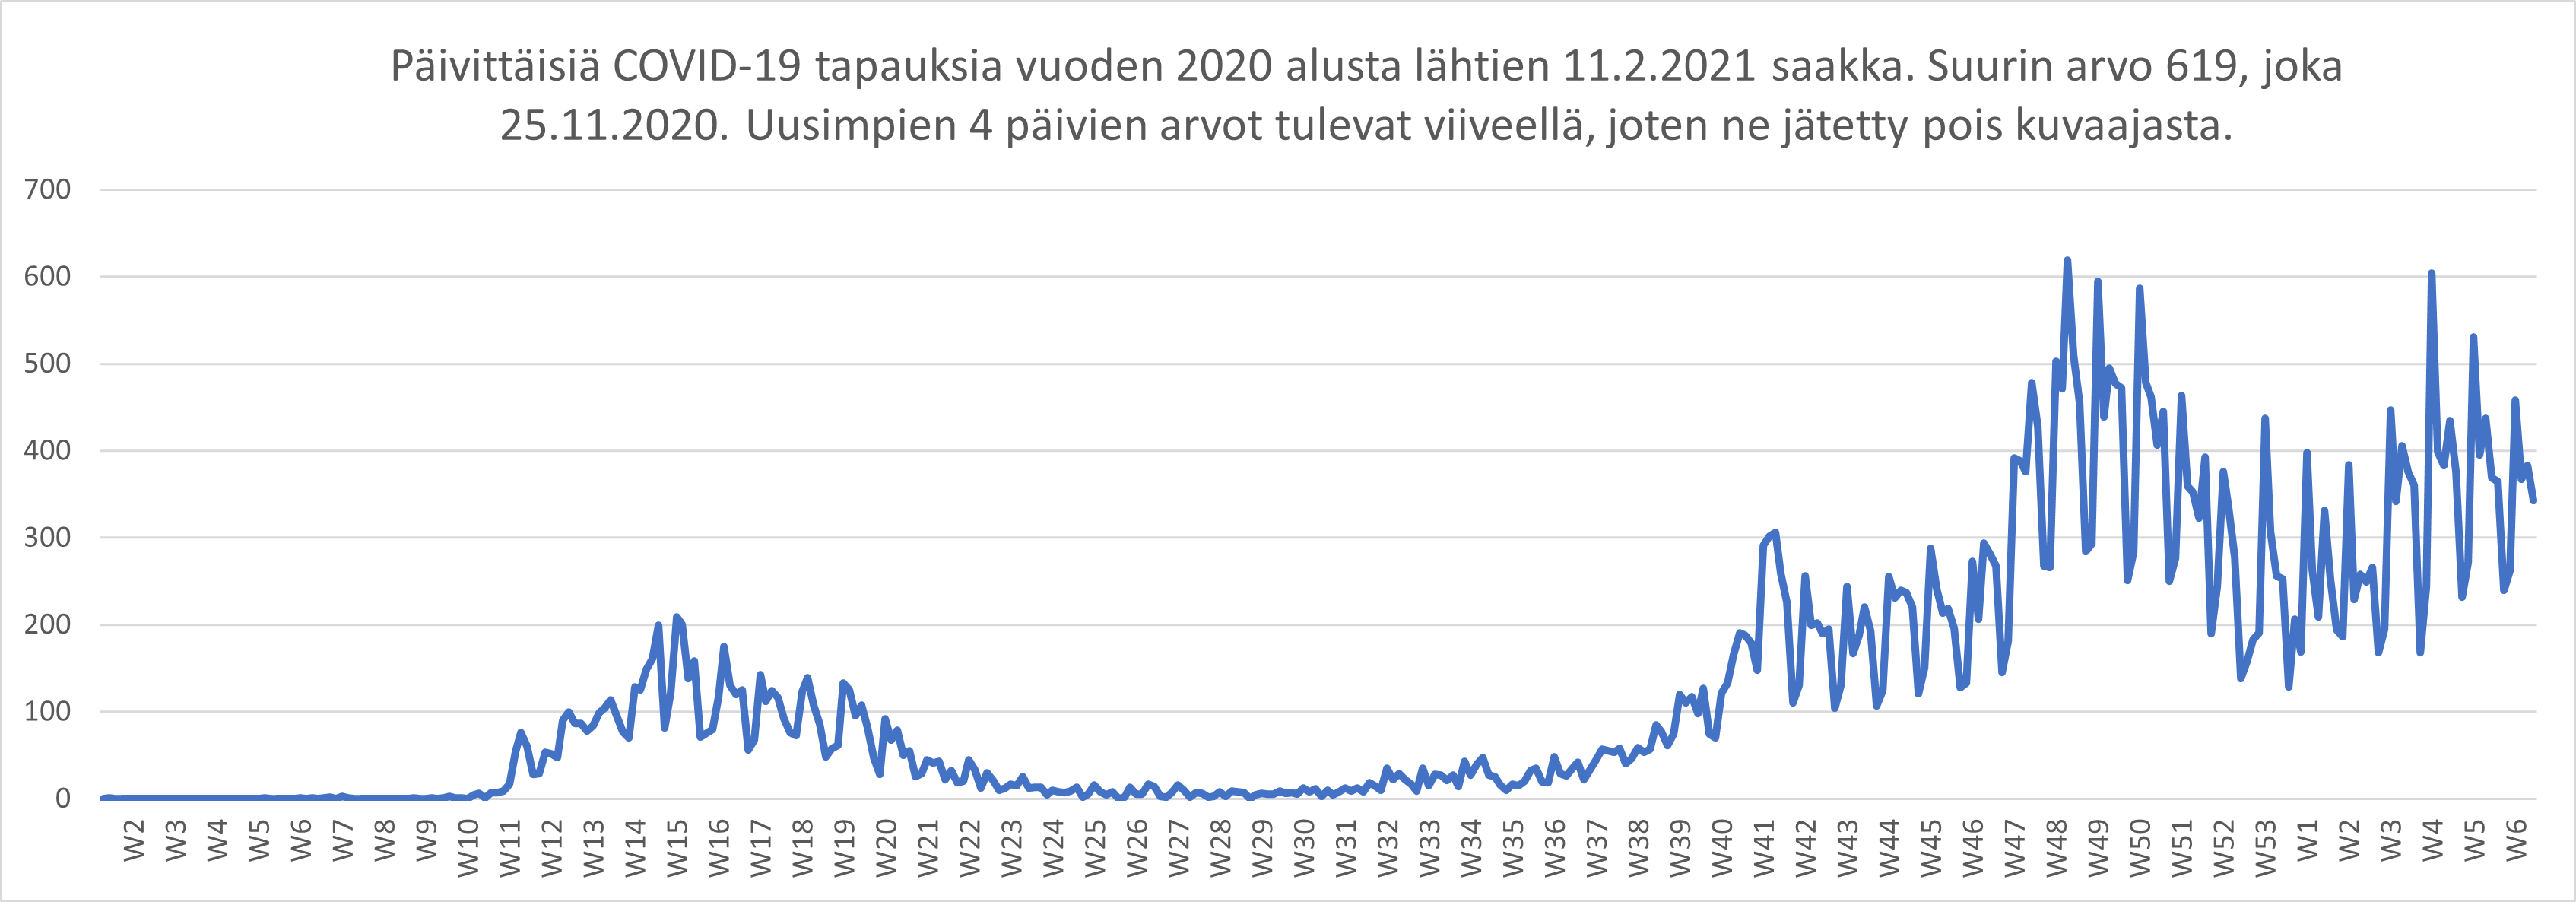 Päivittäisiä COVID-19 tapauksia vuoden 2020 alusta lähtien 11.2.2021 saakka. Suurin arvo 619, joka
25.11.2020. Uusimpien 4 päivien arvot tulevat viiveellä, joten ne jätetty pois kuvaajasta.
700
600
500
400
300
200
100
0
W2 W3 W4 W5 W6 W7 W8 W9 W10 W11 W12 W13 W14 W15 W16 W17 W18 W19 W20 W21 W22 W23 W24 W25 W26 W27 W28 W29 W30 W31 W32 W33 W34 W35 W36 W37 W38 W39 W40 W41 W42 W43 W44 W45 W46 W47 W48 W49 W50 W51 W52 W53 W1 W2 W3 W4 W5 W6